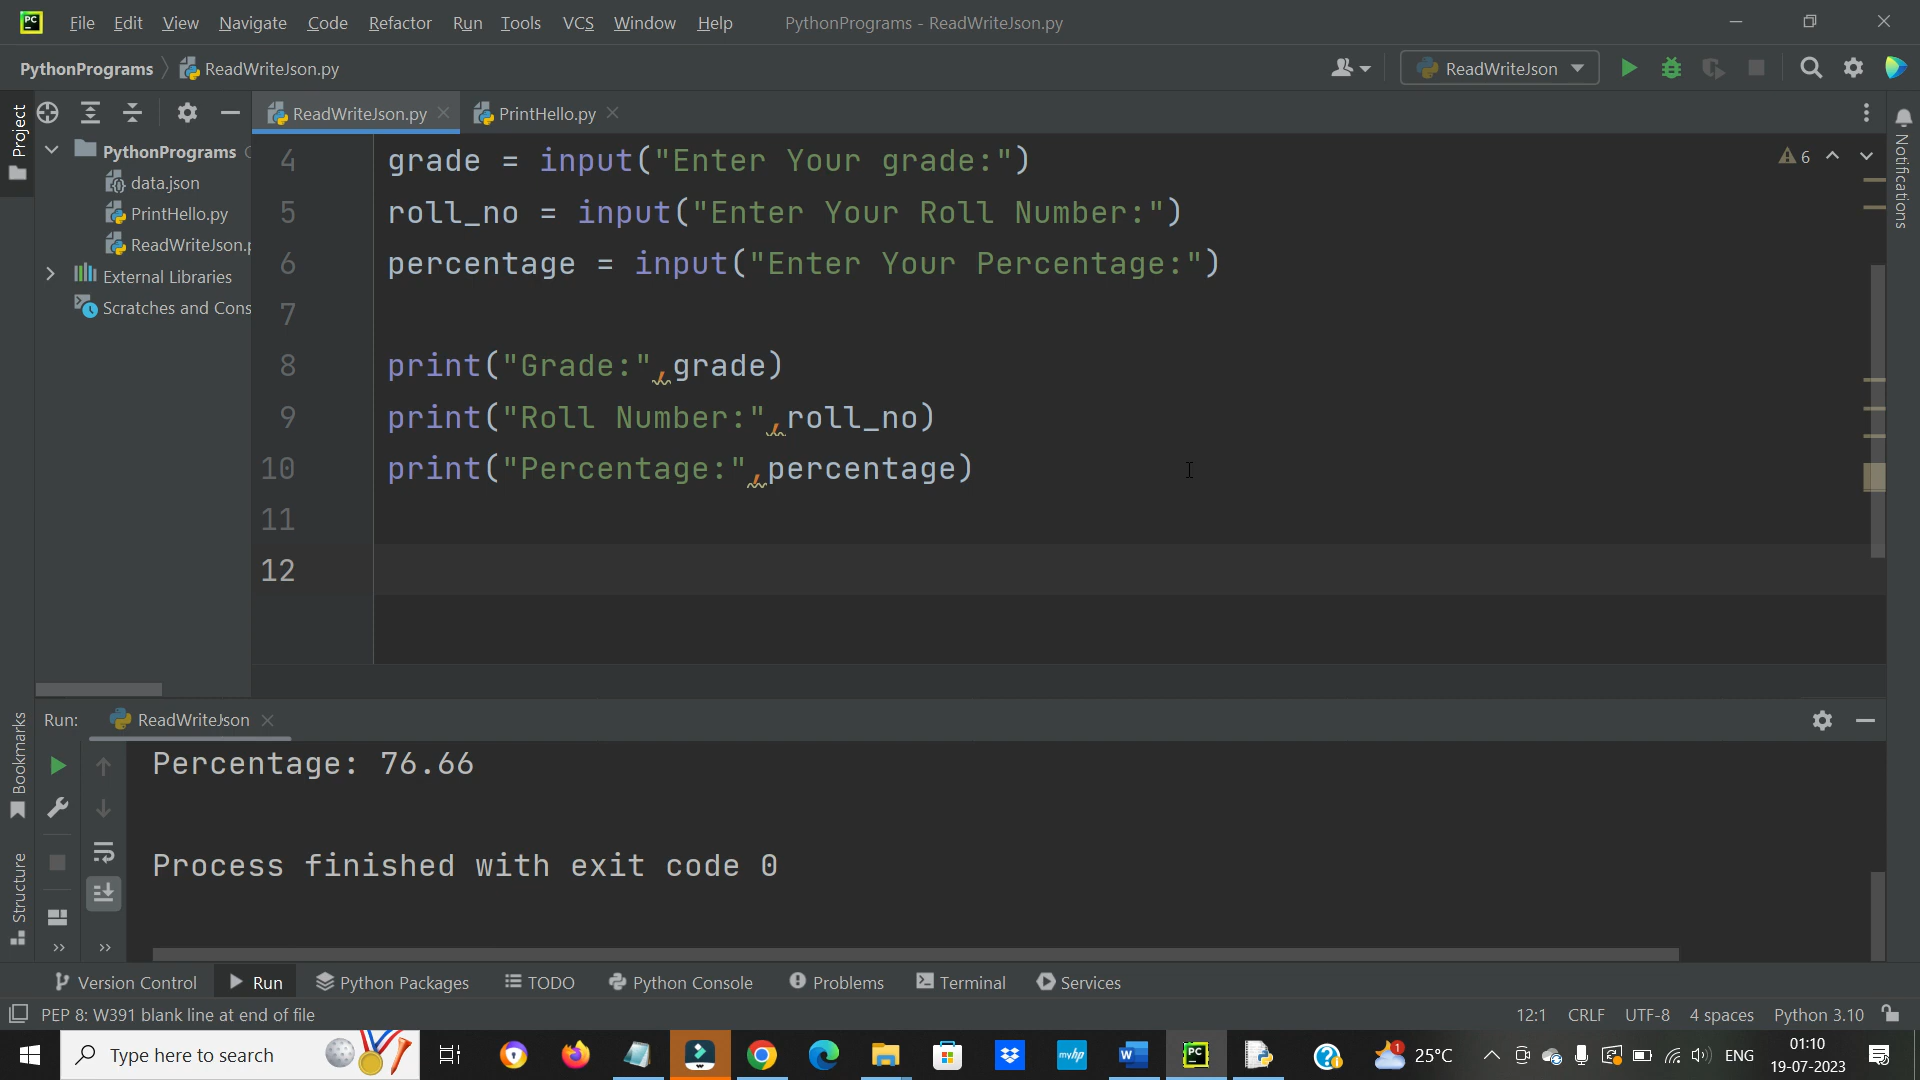 PC File Edit View Navigate Code Refactor Run Tools VCS Window Help PythonPrograms - ReadWriteJson.py
PythonPrograms ReadWriteJson.py ReadWriteJson
Project
ReadWriteJson.py PrintHello.py
PythonPrograms
data.json
PrintHello.py
ReadWriteJson.p
External Libraries
Scratches and Cons
4 grade = input("Enter Your grade:")
5 roll_no = input("Enter Your Roll Number:")
6 percentage = input("Enter Your Percentage:")
7
8 print("Grade:",grade)
9 print("Roll Number:",roll_no)
10 print("Percentage:",percentage)
11
12
6
Notifications
Bookmarks
Structure
Run: ReadWriteJson
Percentage: 76.66
Process finished with exit code 0
Version Control Run Python Packages TODO Python Console Problems Terminal Services
PEP 8: W391 blank line at end of file 12:1 CRLF UTF-8 4 spaces Python 3.10
Type here to search myhp W PC 1 25°C ENG 01:10
19-07-2023